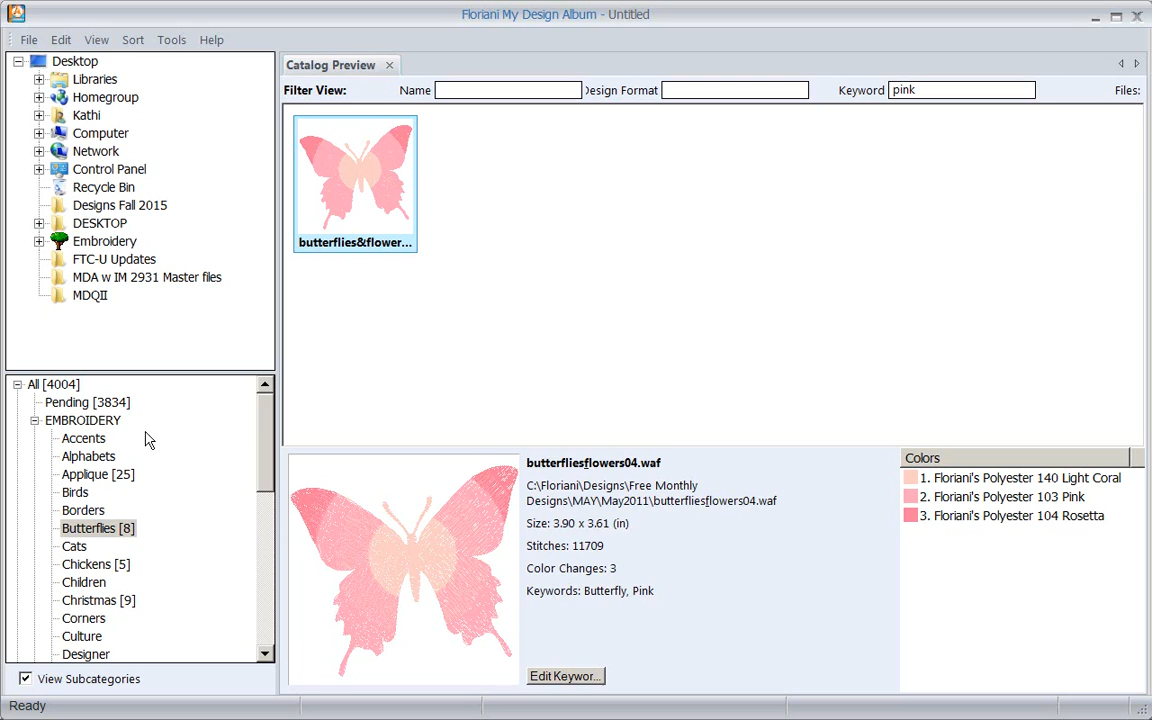 Floriani My Design Album - Untitled
File Edit View Sort Tools Help
Desktop
Libraries
Homegroup
Kathi
Computer
Network
Control Panel
Recycle Bin
Designs Fall 2015
DESKTOP
Embroidery
FTC-U Updates
MDA w IM 2931 Master files
MDQII
All [4004]
Pending [3834]
EMBROIDERY
Accents
Alphabets
Applique [25]
Birds
Borders
Butterflies [8]
Cats
Chickens [5]
Children
Christmas [9]
Corners
Culture
Designer
View Subcategories
Catalog Preview
Filter View: Name Design Format Keyword pink Files:
butterflies&flower...
butterfliesflowers04.waf
C:\Floriani\Designs\Free Monthly
Designs\MAY\May2011\butterfliesflowers04.waf
Size: 3.90 x 3.61 (in)
Stitches: 11709
Color Changes: 3
Keywords: Butterfly, Pink
Edit Keywor...
Colors
1. Floriani's Polyester 140 Light Coral
2. Floriani's Polyester 103 Pink
3. Floriani's Polyester 104 Rosetta
Ready